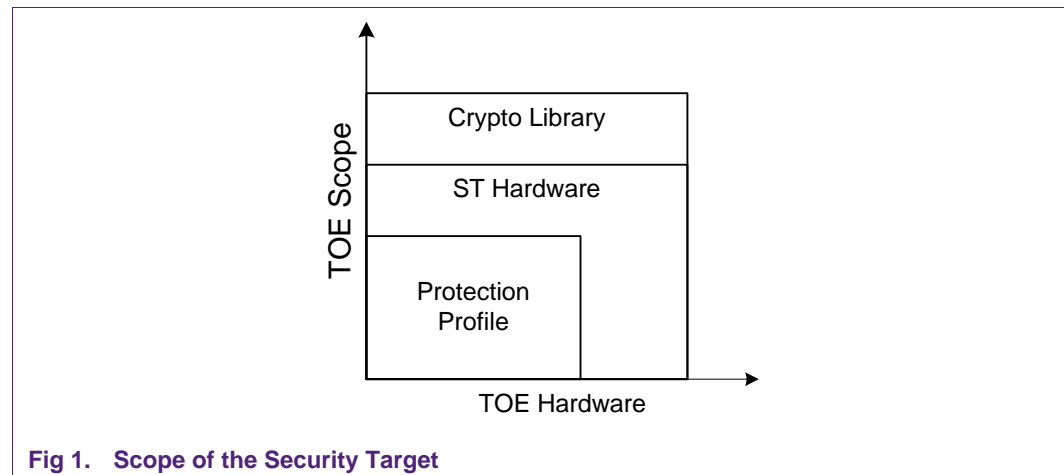 Crypto Library
ST Hardware
Protection
Profile
TOE Scope
TOE Hardware
Fig 1. Scope of the Security Target